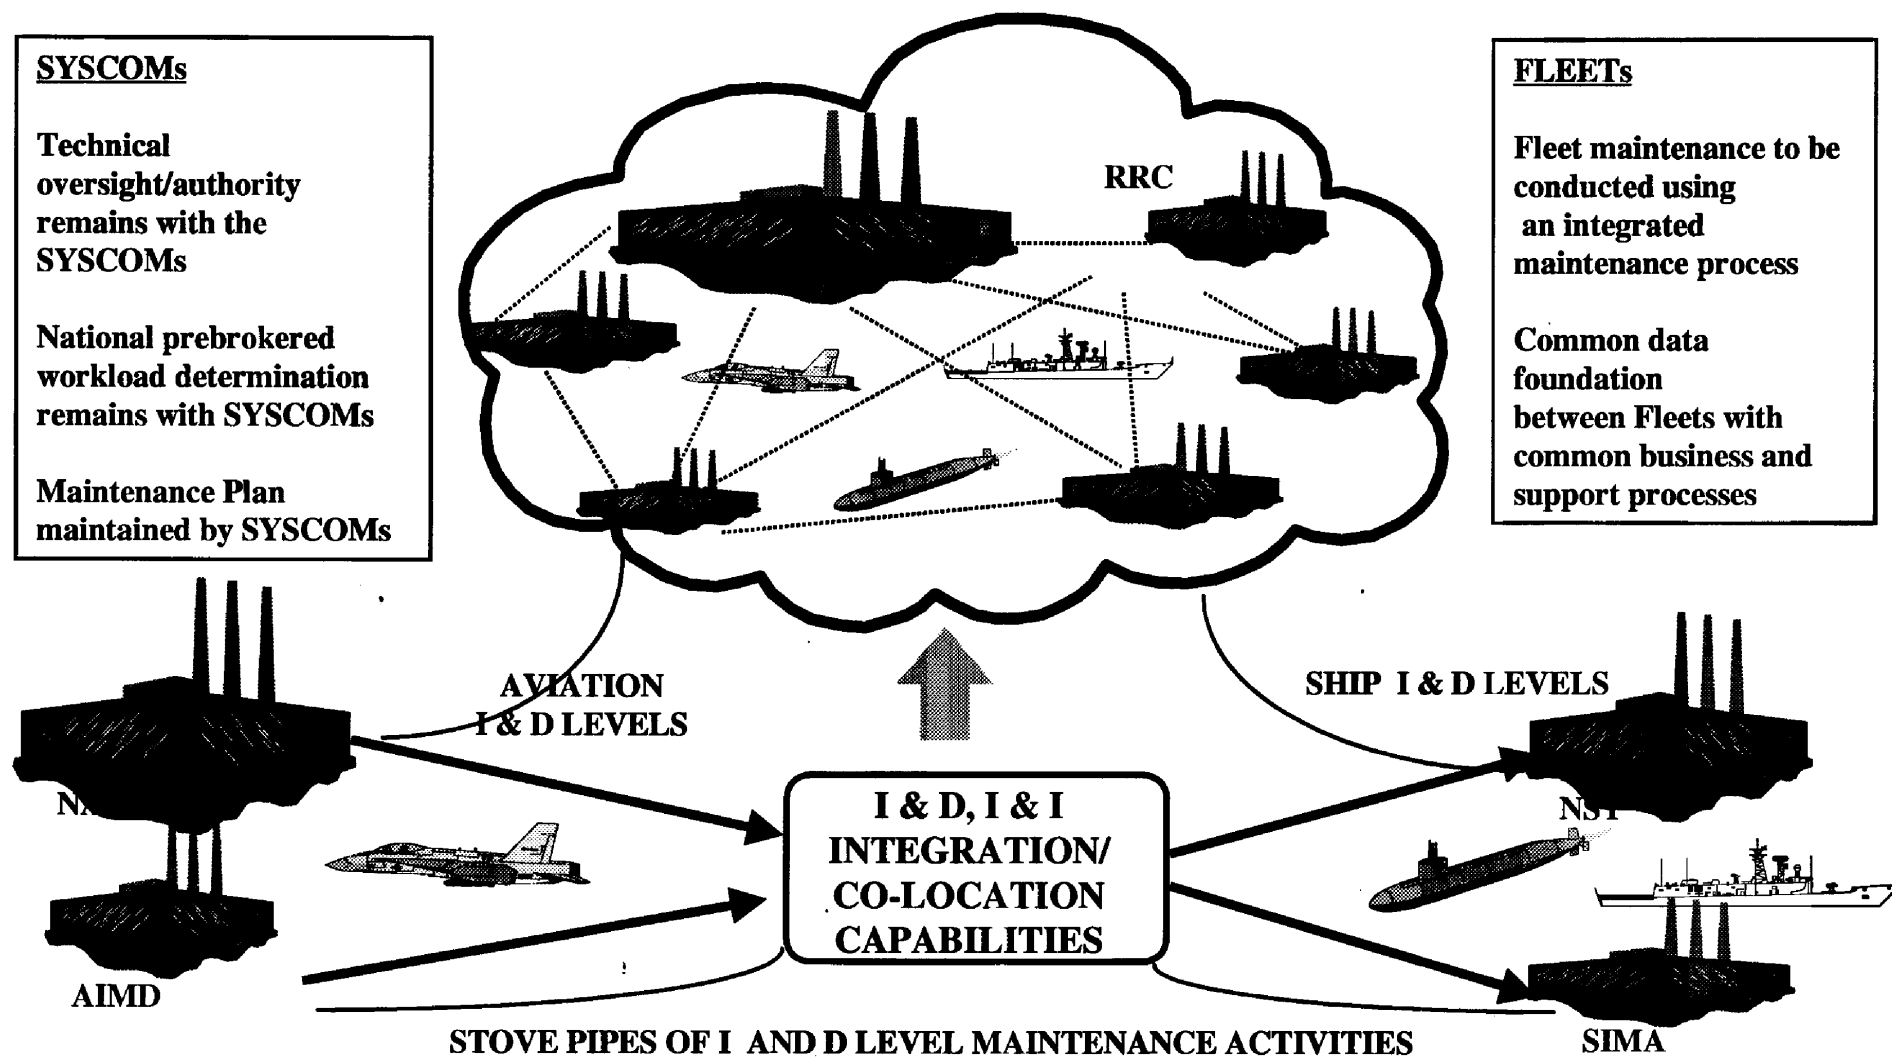 SYSCOMs
Technical
oversight/authority
remains with the
SYSCOMs
National prebrokered
workload determination
remains with SYSCOMs
Maintenance Plan
maintained by SYSCOMs
RRC
FLEETs
Fleet maintenance to be
conducted using
an integrated
maintenance process
Common data
foundation
between Fleets with
common business and
support processes
AVIATION
I & D LEVELS
SHIP I & D LEVELS
I & D, I & I
INTEGRATION/
CO-LOCATION
CAPABILITIES
AIMD
SIMA
STOVE PIPES OF I AND D LEVEL MAINTENANCE ACTIVITIES